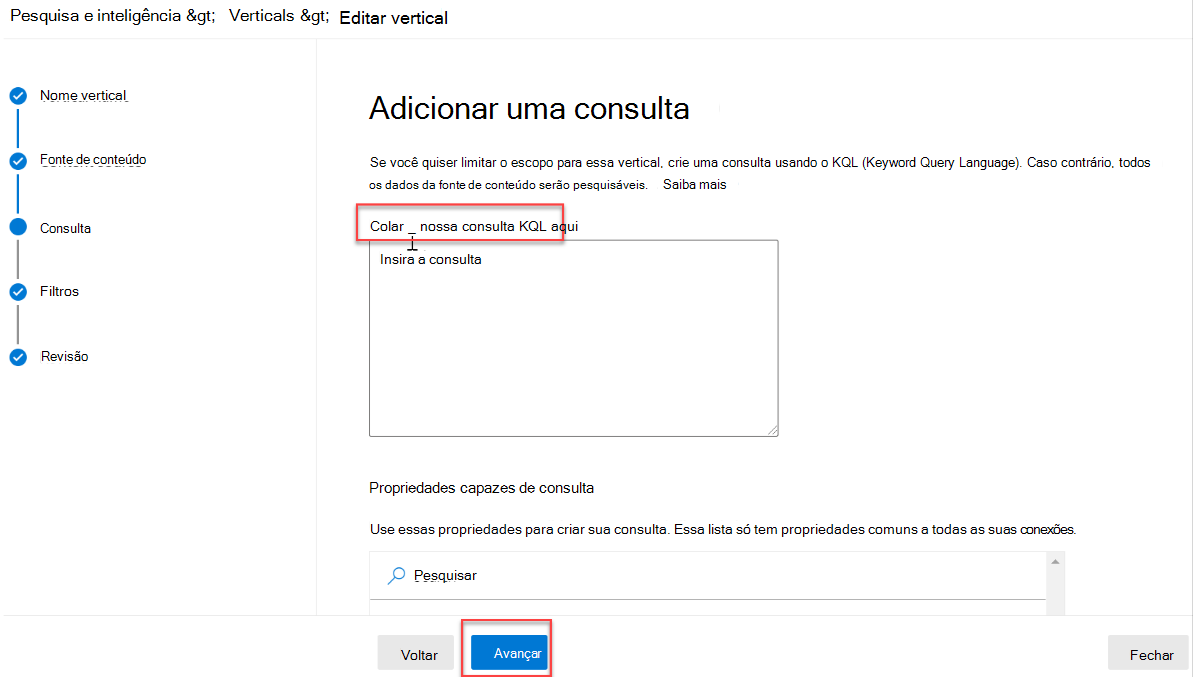 Pesquisa e inteligência &gt; Verticals &gt; Editar vertical
Nome vertical
Fonte de conteúdo
Consulta
Filtros
Revisão
Adicionar uma consulta
Se você quiser limitar o escopo para essa vertical, crie uma consulta usando o KQL (Keyword Query Language). Caso contrário, todos
os dados da fonte de conteúdo serão pesquisáveis. Saiba mais
Colar _ nossa consulta KQL aqui
Insira a consulta
Propriedades capazes de consulta
Use essas propriedades para criar sua consulta. Essa lista só tem propriedades comuns a todas as suas conexões.
Pesquisar
Voltar
Avançar
Fechar